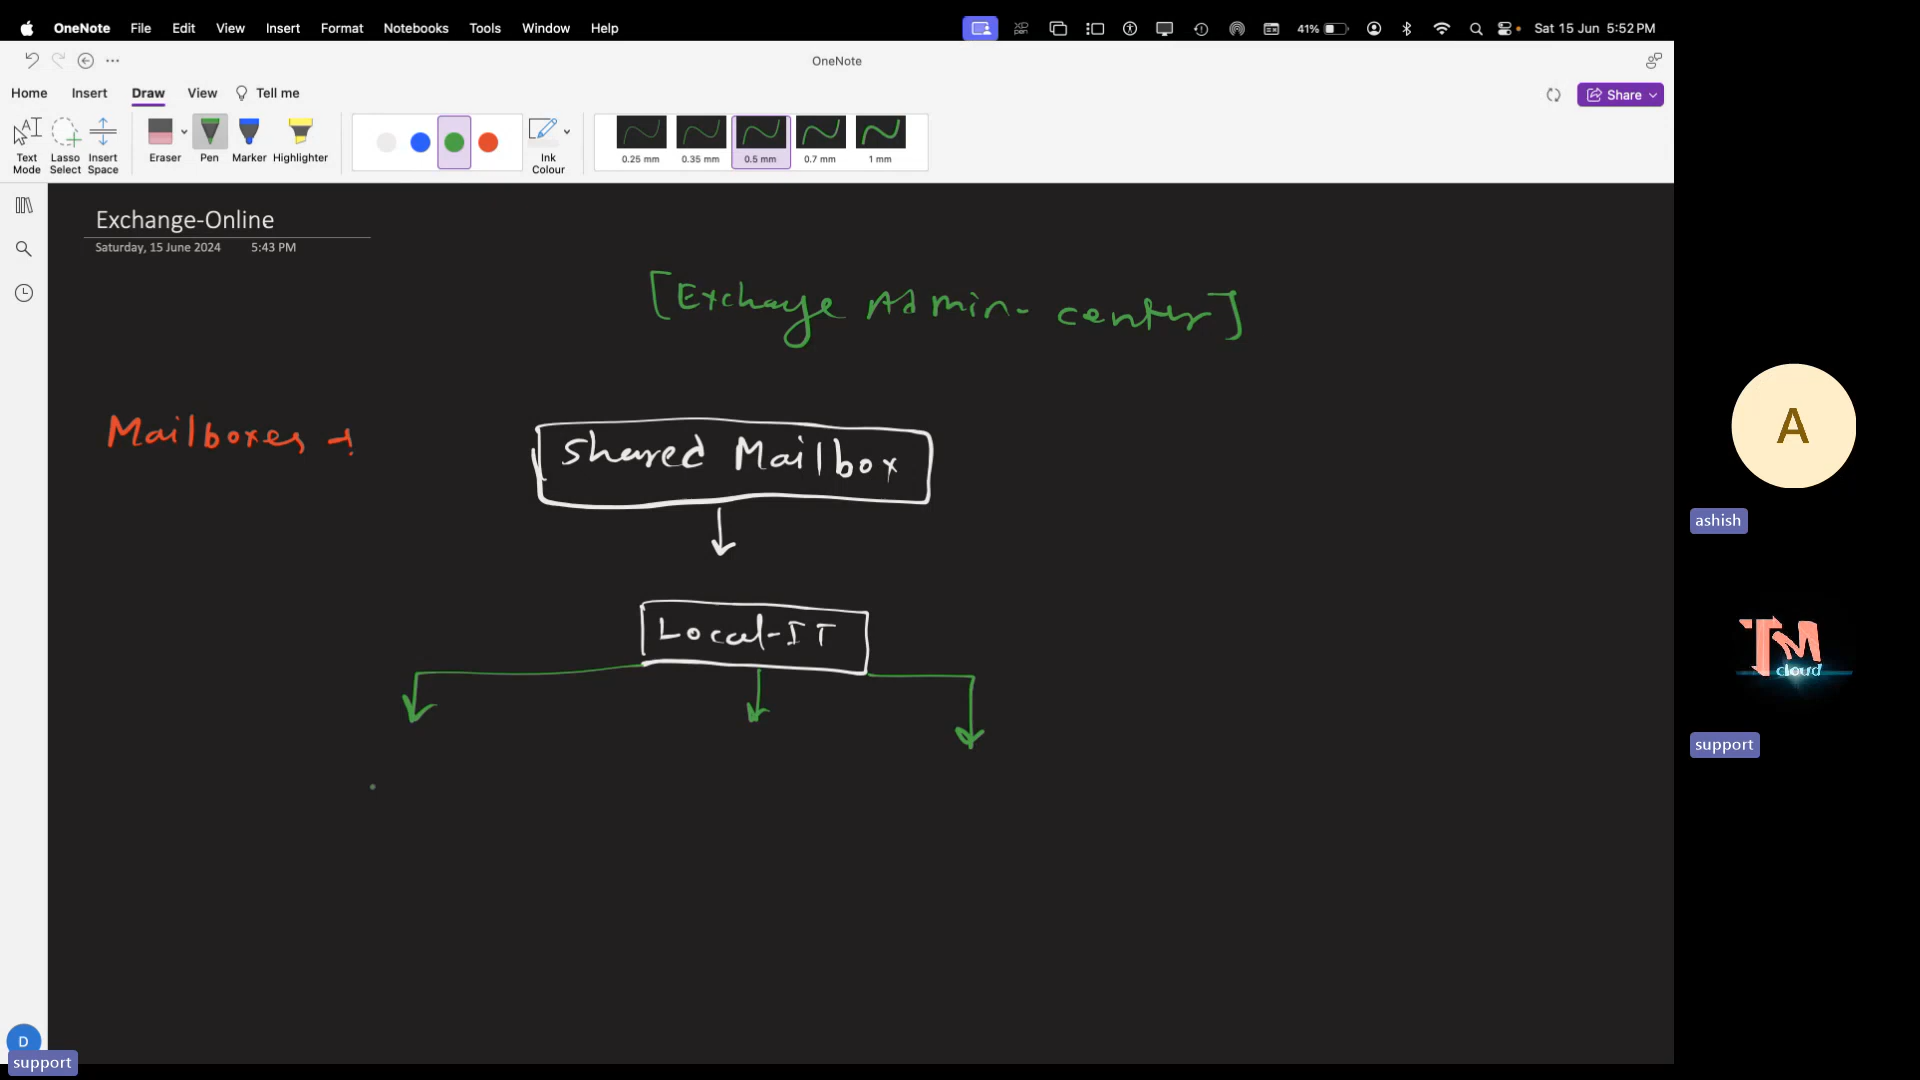 OneNote File Edit View Insert Format Notebooks Tools Window Help 41% Sat 15 Jun 5:52 PM
OneNote
Home Insert Draw View Tell me Share
Text Mode Lasso Select Insert Space Eraser Pen Marker Highlighter Ink Colour 0.25 mm 0.35 mm 0.5 mm 0.7 mm 1 mm
Exchange-Online
Saturday, 15 June 2024 5:43 PM
[Exchange Admin- center]
Mailboxes
Shared Mailbox
Local-IT
A
ashish
TM
cloud
support
D
support